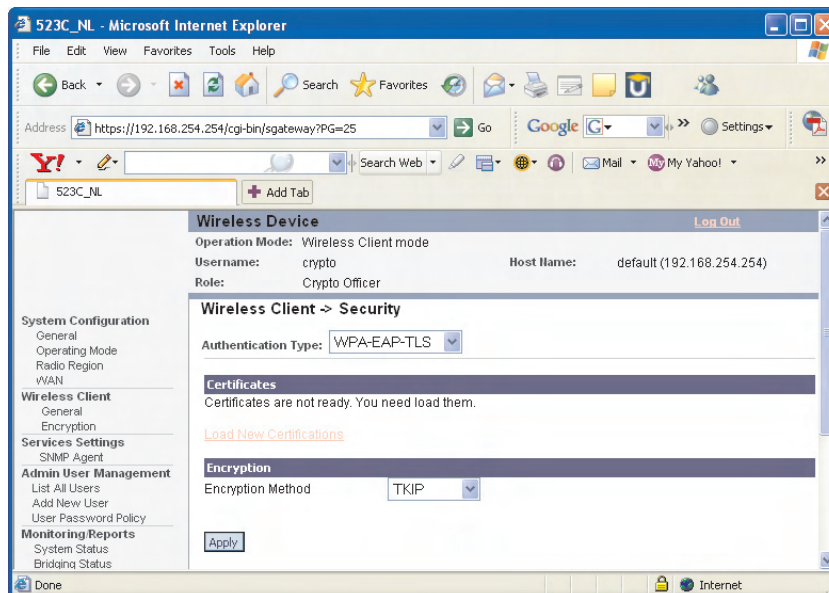 523C_NL - Microsoft Internet Explorer
File Edit View Favorites Tools Help
Back Search Favorites
Address https://192.168.254.254/cgi-bin/sgateway?PG=25 Go Google G Settings
Y! Search Web Mail My My Yahoo!
523C_NL Add Tab
Wireless Device Log Out
Operation Mode: Wireless Client mode
Username: crypto Host Name: default (192.168.254.254)
Role: Crypto Officer
Wireless Client -> Security
Authentication Type: WPA-EAP-TLS
Certificates
Certificates are not ready. You need load them.
Load New Certifications
Encryption
Encryption Method TKIP
Apply
System Configuration
General
Operating Mode
Radio Region
WAN
Wireless Client
General
Encryption
Services Settings
SNMP Agent
Admin User Management
List All Users
Add New User
User Password Policy
Monitoring/Reports
System Status
Bridging Status
Done Internet